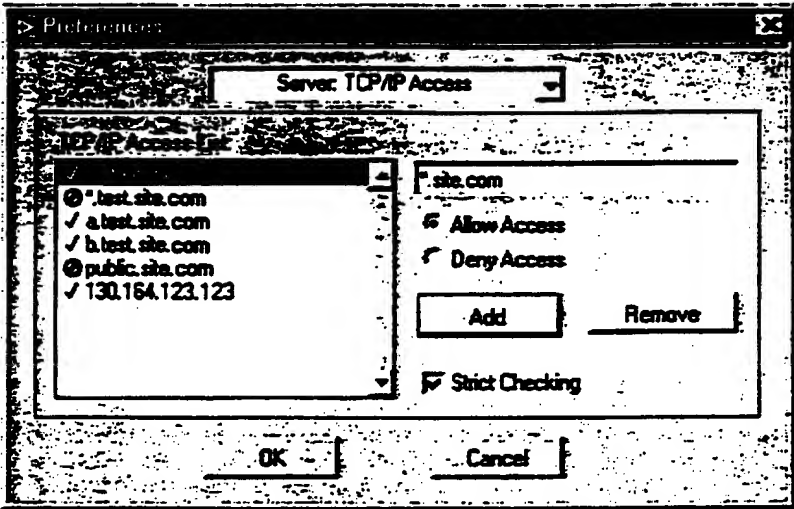 Preferences
Server: TCP/IP Access
TCP/IP Access List:
*.site.com
⊘ *.test.site.com
✓ a.test.site.com
✓ b.test.site.com
⊘ public.site.com
✓ 130.164.123.123
Allow Access
Deny Access
Add
Remove
Strict Checking
OK
Cancel